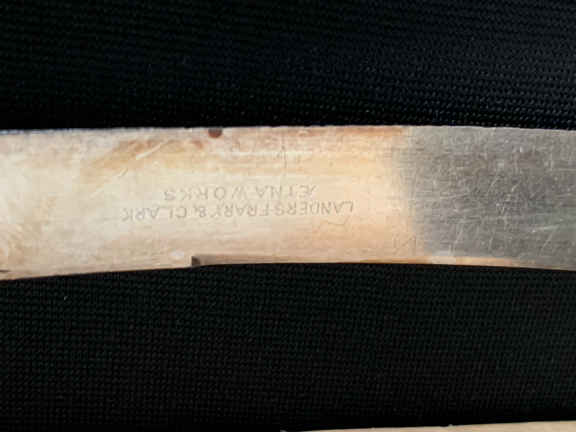 LANDERS FRARY & CLARK
ÆTNA WORKS